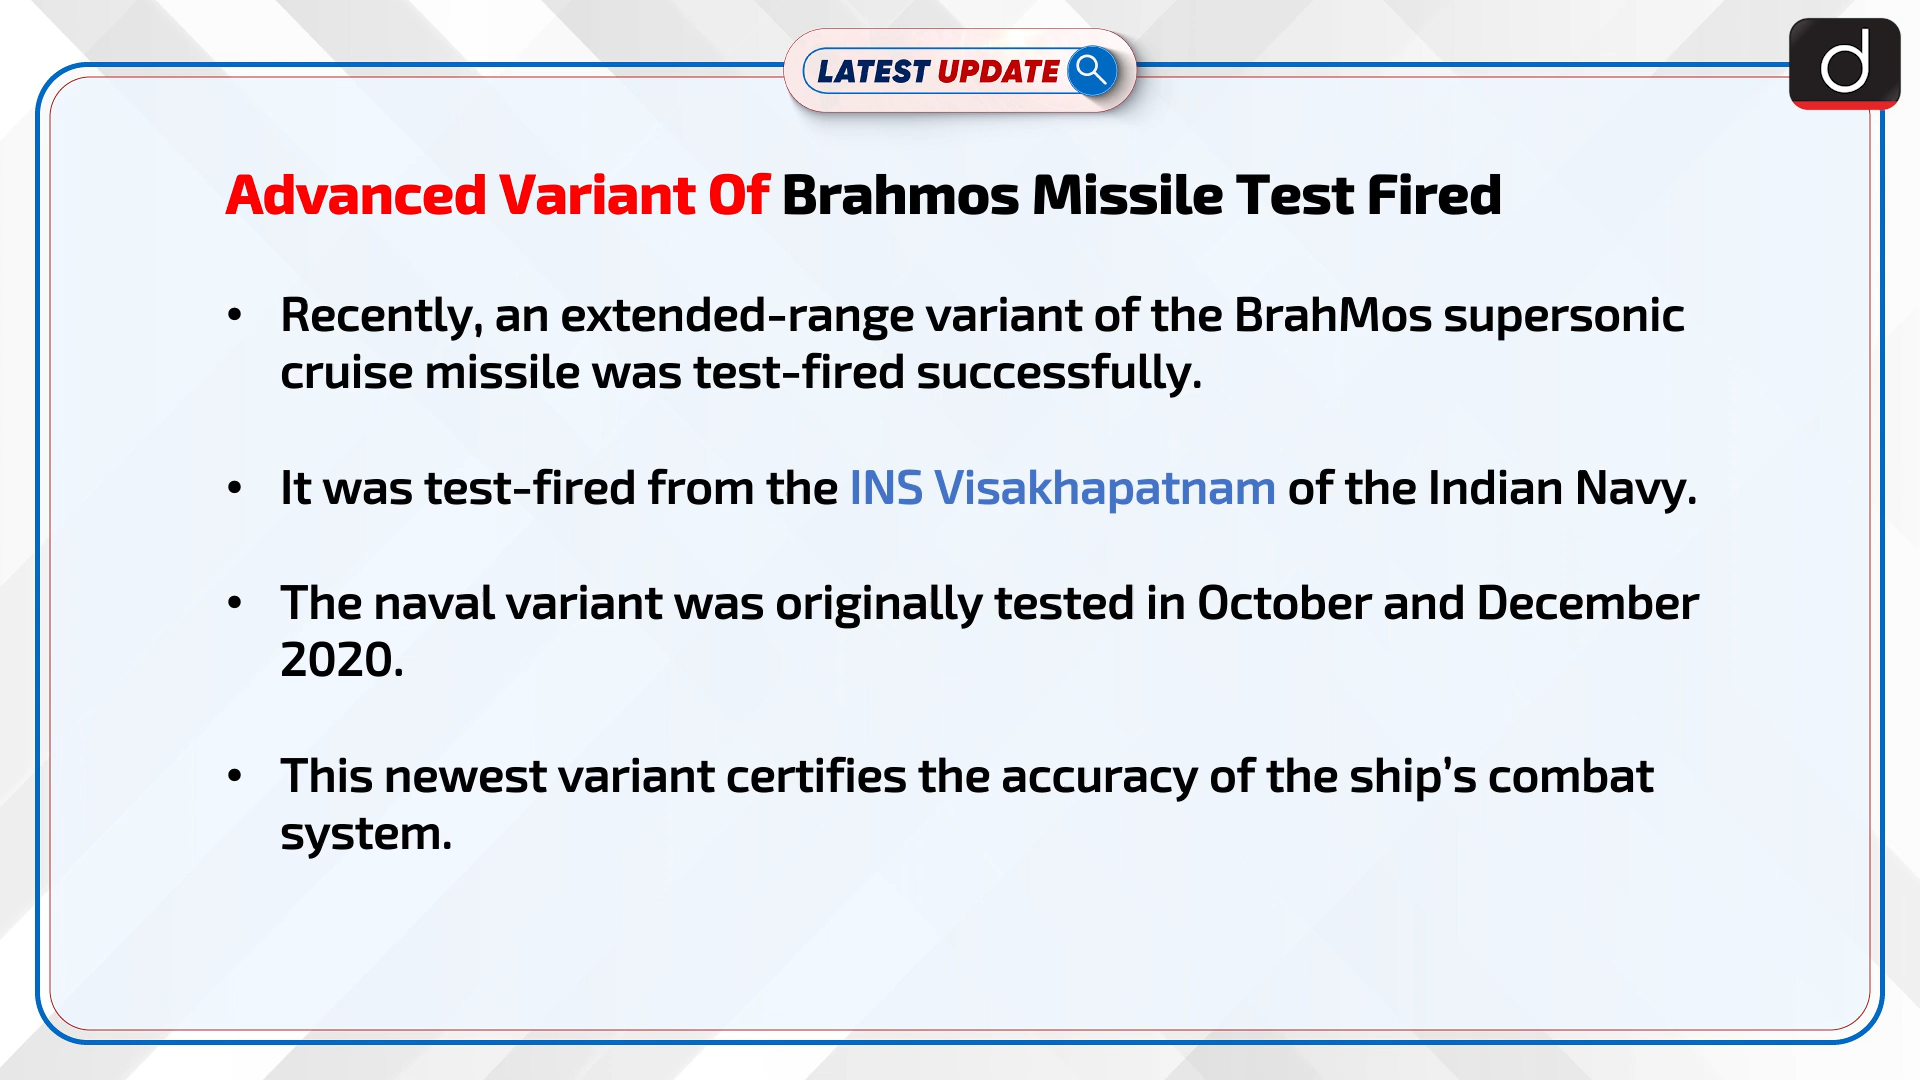 LATEST UPDATE
d
Advanced Variant Of Brahmos Missile Test Fired
• Recently, an extended-range variant of the BrahMos supersonic
cruise missile was test-fired successfully.
• It was test-fired from the INS Visakhapatnam of the Indian Navy.
• The naval variant was originally tested in October and December
2020.
• This newest variant certifies the accuracy of the ship’s combat
system.